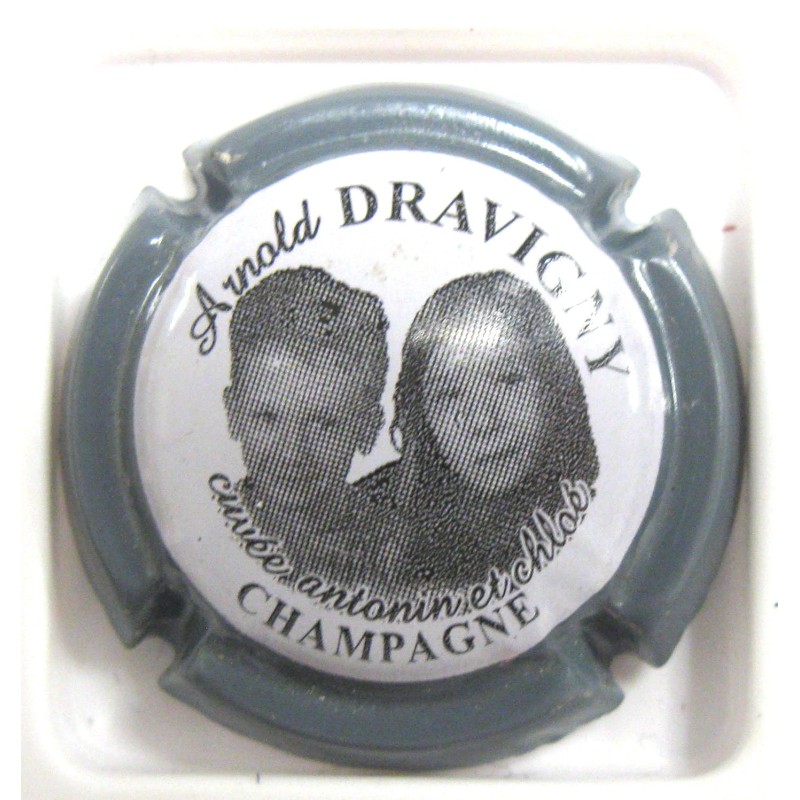 Arnold DRAVIGNY
cuvée antonin et chloé
CHAMPAGNE